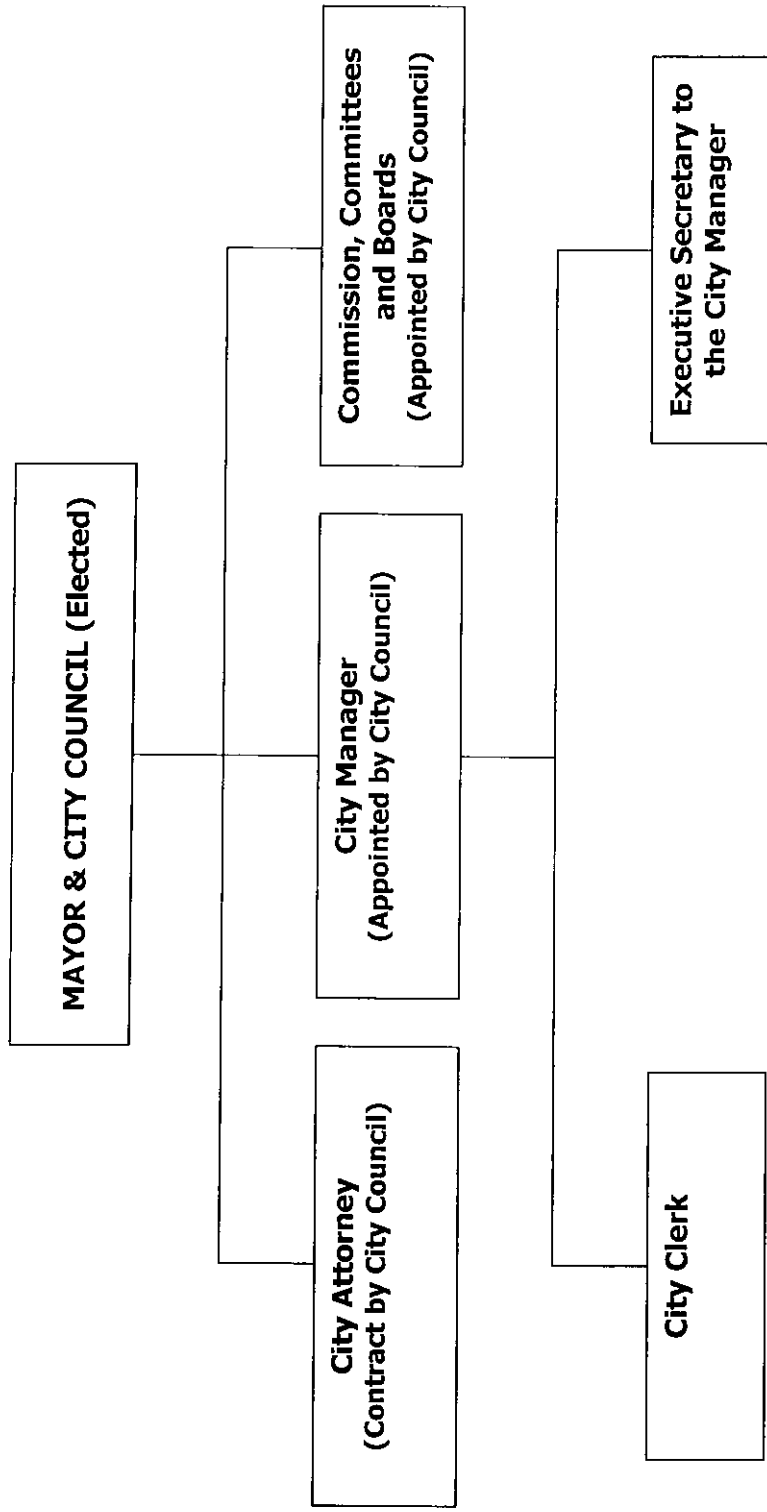 MAYOR & CITY COUNCIL (Elected)
City Attorney
(Contract by City Council)
City Manager
(Appointed by City Council)
Commission, Committees
and Boards
(Appointed by City Council)
City Clerk
Executive Secretary to
the City Manager